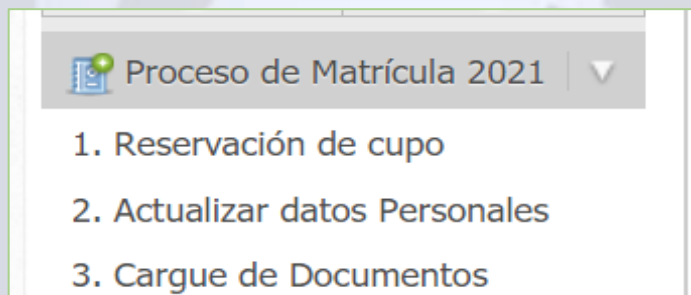 Proceso de Matrícula 2021
1. Reservación de cupo
2. Actualizar datos Personales
3. Cargue de Documentos